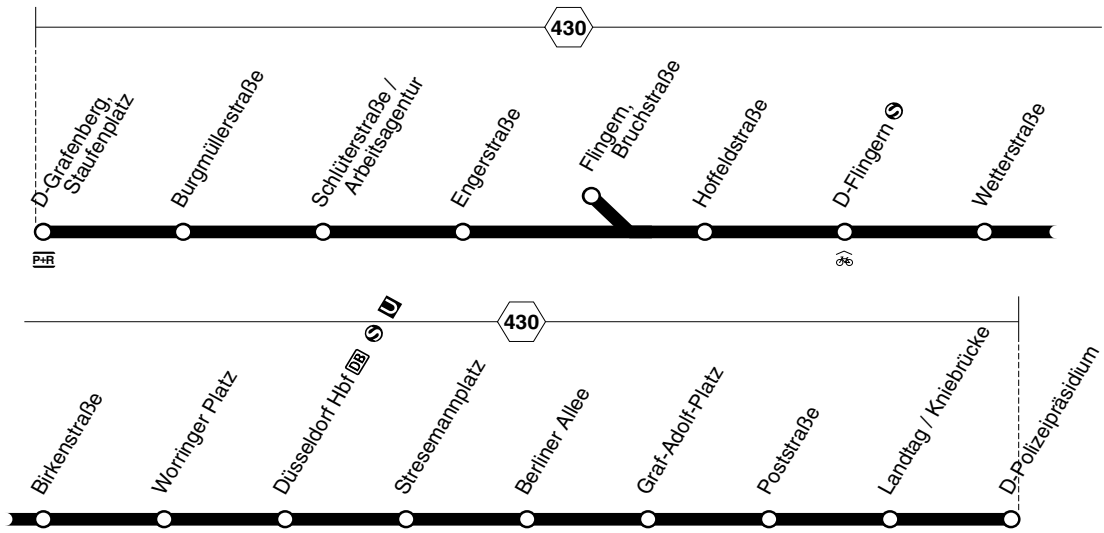 430
D-Grafenberg,
Staufenplatz
Burgmüllerstraße
Schlüterstraße /
Arbeitsagentur
Engerstraße
Flingern,
Bruchstraße
Hoffeldstraße
D-Flingern S
Wetterstraße
P+R
430
Birkenstraße
Worringer Platz
Düsseldorf Hbf DB S U
Stresemannplatz
Berliner Allee
Graf-Adolf-Platz
Poststraße
Landtag / Kniebrücke
D-Polizeipräsidium